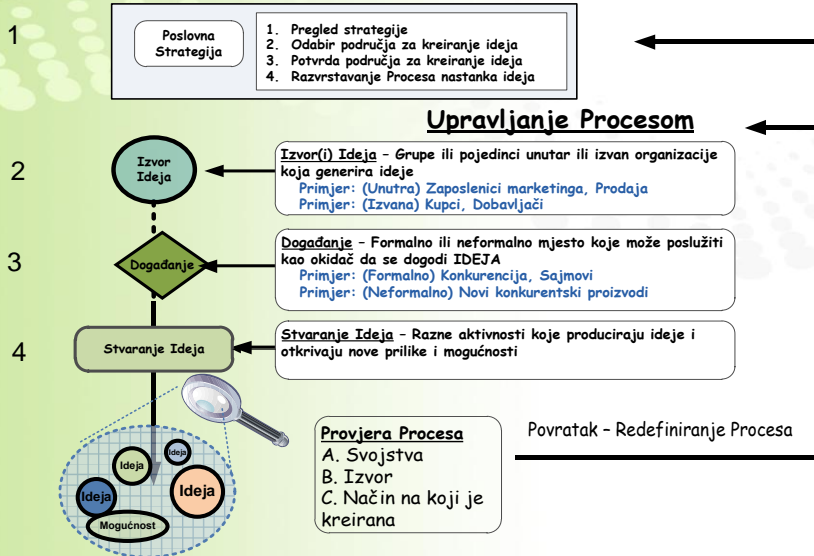 1
Poslovna
Strategija
1. Pregled strategije
2. Odabir područja za kreiranje ideja
3. Potvrda područja za kreiranje ideja
4. Razvrstavanje Procesa nastanka ideja
Upravljanje Procesom
2
Izvor
Ideja
Izvor(i) Ideja – Grupe ili pojedinci unutar ili izvan organizacije
koja generira ideje
Primjer: (Unutra) Zaposlenici marketinga, Prodaja
Primjer: (Izvana) Kupci, Dobavljači
3
Događanje
Događanje – Formalno ili neformalno mjesto koje može poslužiti
kao okidač da se dogodi IDEJA
Primjer: (Formalno) Konkurencija, Sajmovi
Primjer: (Neformalno) Novi konkurentski proizvodi
4
Stvaranje Ideja
Stvaranje Ideja – Razne aktivnosti koje produciraju ideje i
otkrivaju nove prilike i mogućnosti
Ideja
Ideja
Ideja
Ideja
Mogućnost
Provjera Procesa
A. Svojstva
B. Izvor
C. Način na koji je
kreirana
Povratak – Redefiniranje Procesa